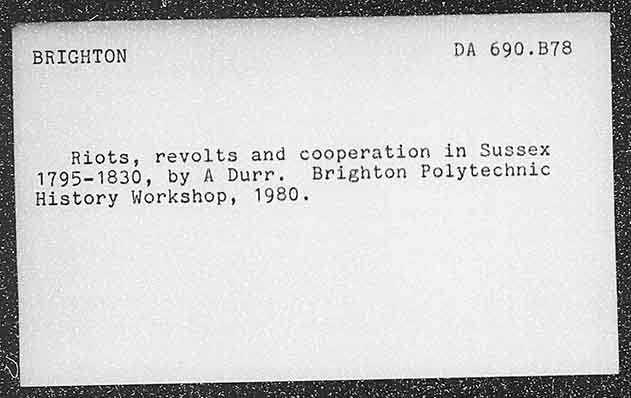 BRIGHTON DA 690.B78
Riots, revolts and cooperation in Sussex
1795-1830, by A Durr. Brighton Polytechnic
History Workshop, 1980.